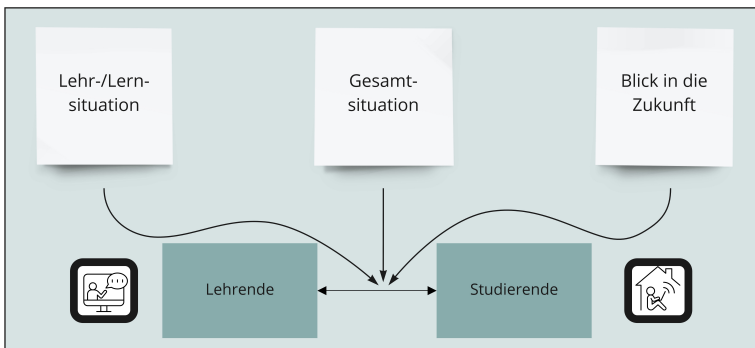 Lehr-/Lern-
situation
Gesamt-
situation
Blick in die
Zukunft
Lehrende
Studierende